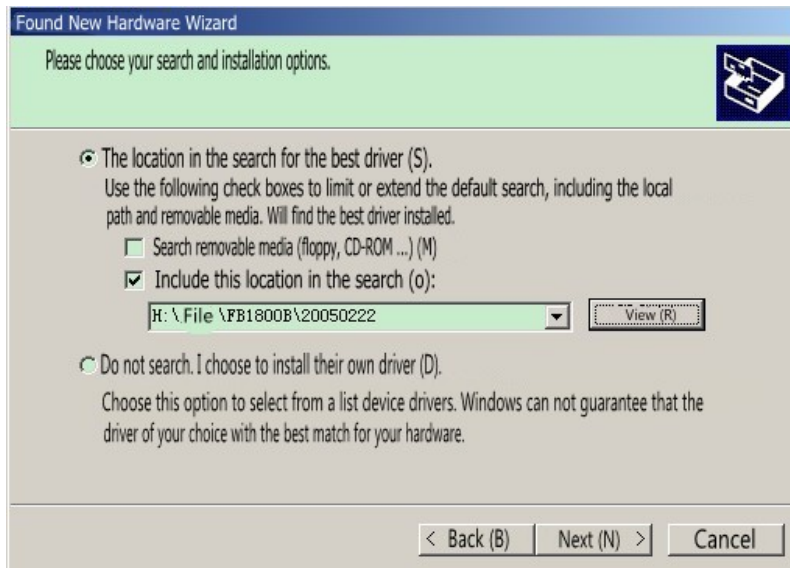 Found New Hardware Wizard
Please choose your search and installation options.
The location in the search for the best driver (S).
Use the following check boxes to limit or extend the default search, including the local
path and removable media. Will find the best driver installed.
Search removable media (floppy, CD-ROM ...) (M)
Include this location in the search (o):
H:\File\FB1800B\20050222
View (R)
Do not search. I choose to install their own driver (D).
Choose this option to select from a list device drivers. Windows can not guarantee that the
driver of your choice with the best match for your hardware.
< Back (B) Next (N) > Cancel